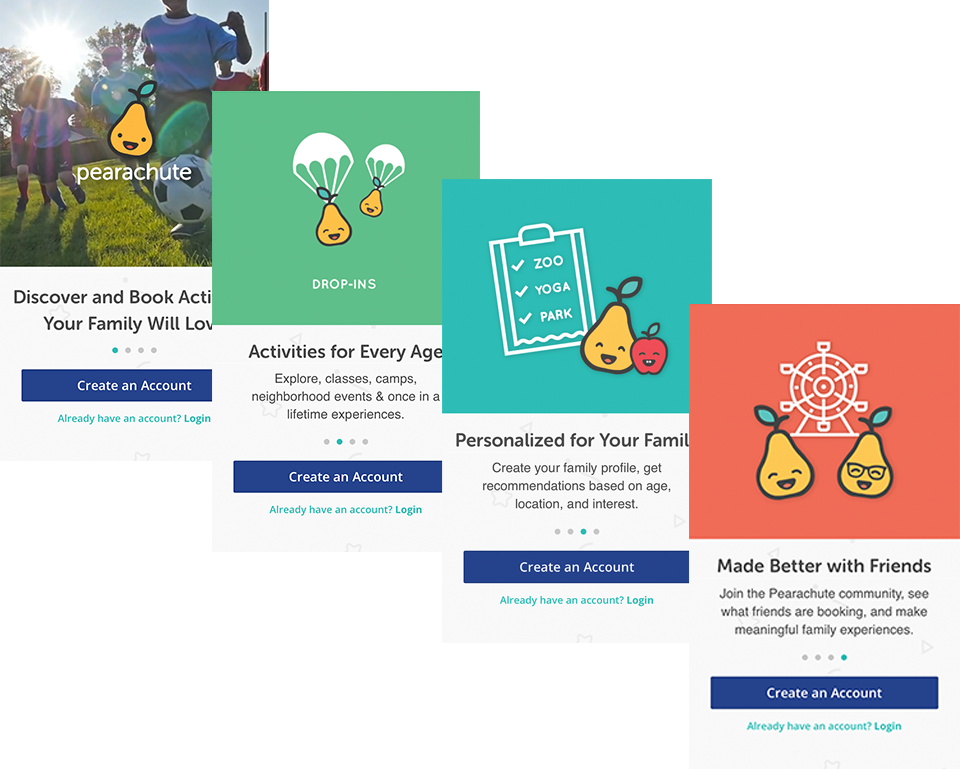 pearachute
Discover and Book Acti
Your Family Will Lov
Create an Account
Already have an account? Login
DROP-INS
Activities for Every Age
Explore, classes, camps,
neighborhood events & once in a
lifetime experiences.
Create an Account
Already have an account? Login
ZOO
YOGA
PARK
Personalized for Your Famil
Create your family profile, get
recommendations based on age,
location, and interest.
Create an Account
Already have an account? Login
Made Better with Friends
Join the Pearachute community, see
what friends are booking, and make
meaningful family experiences.
Create an Account
Already have an account? Login